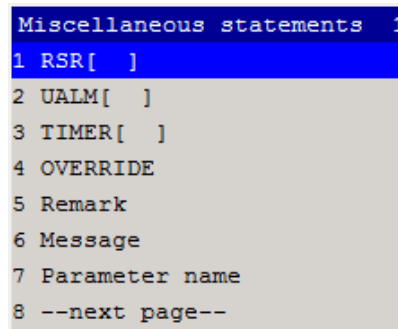 Miscellaneous statements 1
1 RSR[ ]
2 UALM[ ]
3 TIMER[ ]
4 OVERRIDE
5 Remark
6 Message
7 Parameter name
8 --next page--